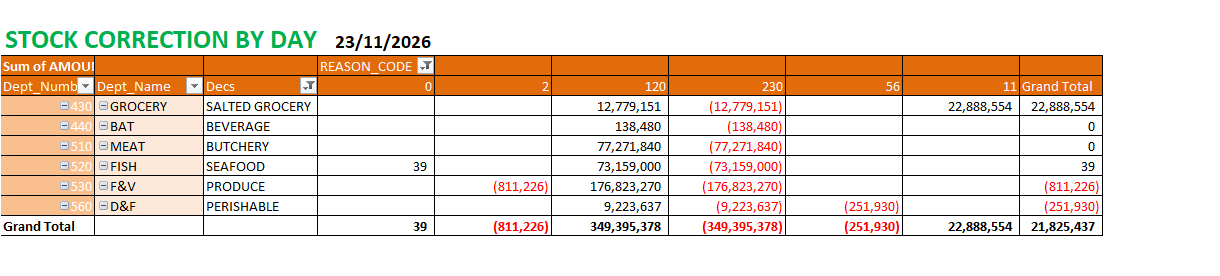 STOCK CORRECTION BY DAY 23/11/2026
Sum of AMOU REASON_CODE
Dept_Numb Dept_Name Decs 0 2 120 230 56 11 Grand Total
430 GROCERY SALTED GROCERY 12,779,151 (12,779,151) 22,888,554 22,888,554
440 BAT BEVERAGE 138,480 (138,480) 0
510 MEAT BUTCHERY 77,271,840 (77,271,840) 0
520 FISH SEAFOOD 39 73,159,000 (73,159,000) 39
530 F&V PRODUCE (811,226) 176,823,270 (176,823,270) (811,226)
560 D&F PERISHABLE 9,223,637 (9,223,637) (251,930) (251,930)
Grand Total 39 (811,226) 349,395,378 (349,395,378) (251,930) 22,888,554 21,825,437